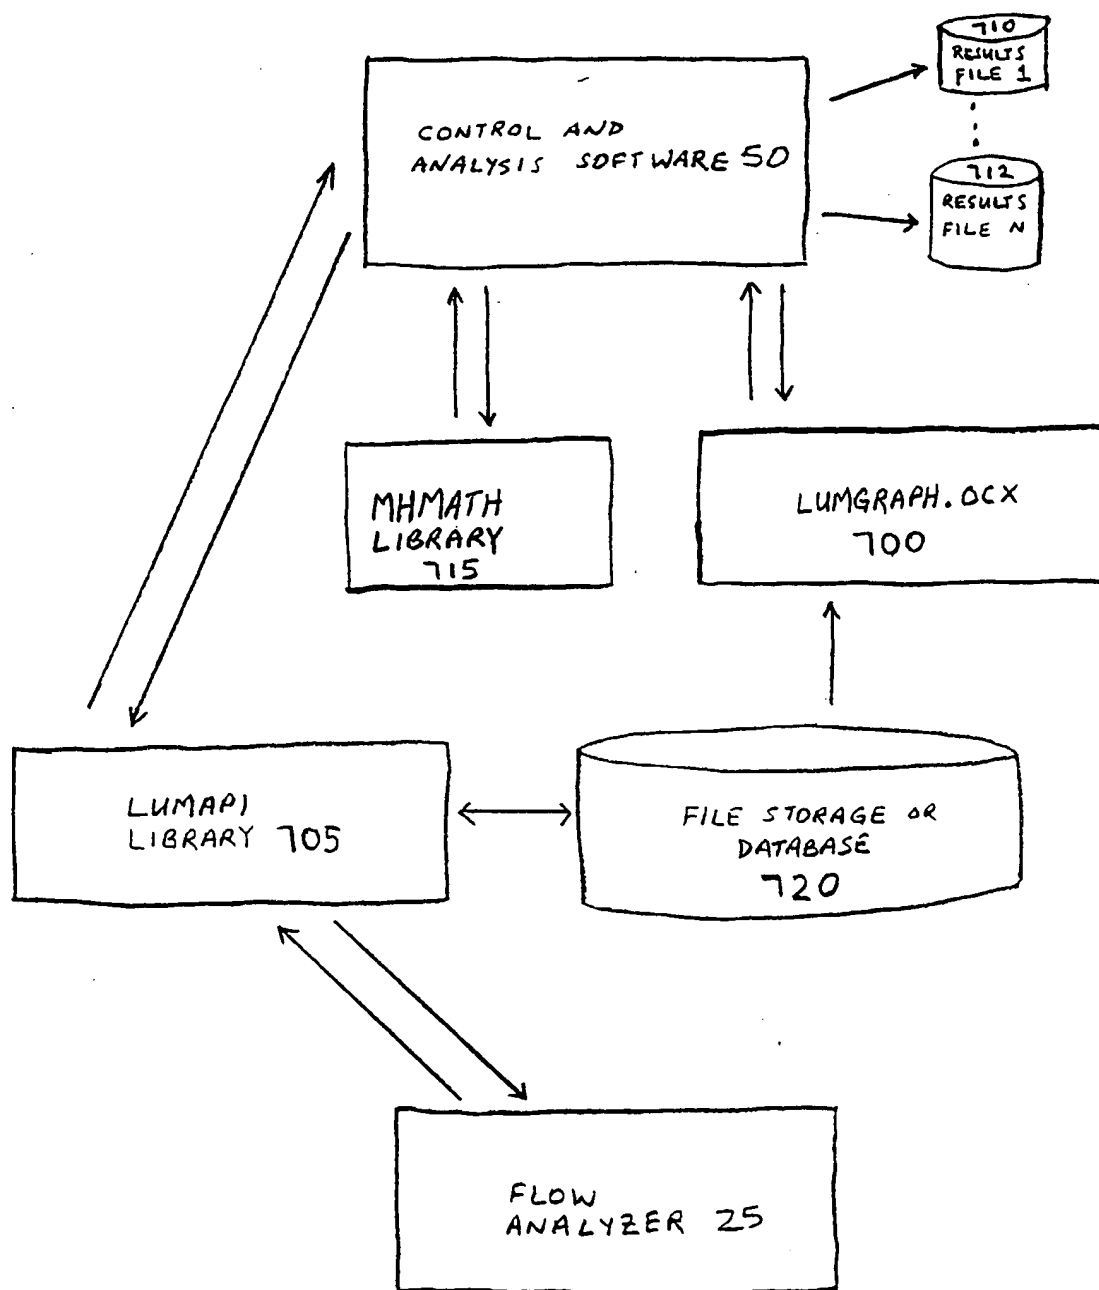 710
RESULTS
FILE 1
CONTROL AND
ANALYSIS SOFTWARE 50
712
RESULTS
FILE N
MHMATH
LIBRARY
715
LUMGRAPH.OCX
700
LUMAPI
LIBRARY 705
FILE STORAGE OR
DATABASE
720
FLOW
ANALYZER 25